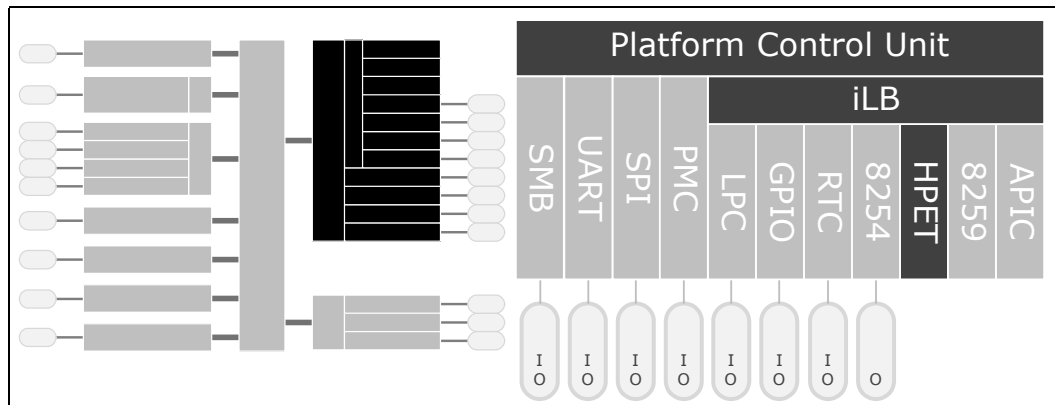 Platform Control Unit
iLB
SMB
UART
SPI
PMC
LPC
GPIO
RTC
8254
HPET
8259
APIC
I
O
I
O
I
O
I
O
I
O
I
O
I
O
O